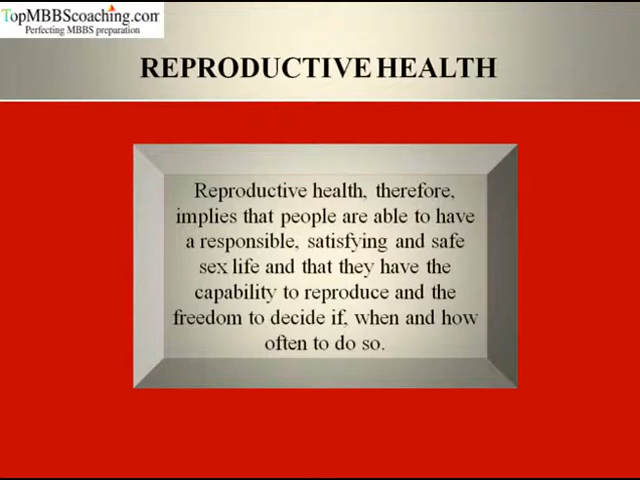 TopMBBScoaching.com
Perfecting MBBS preparation
REPRODUCTIVE HEALTH
Reproductive health, therefore,
implies that people are able to have
a responsible, satisfying and safe
sex life and that they have the
capability to reproduce and the
freedom to decide if, when and how
often to do so.